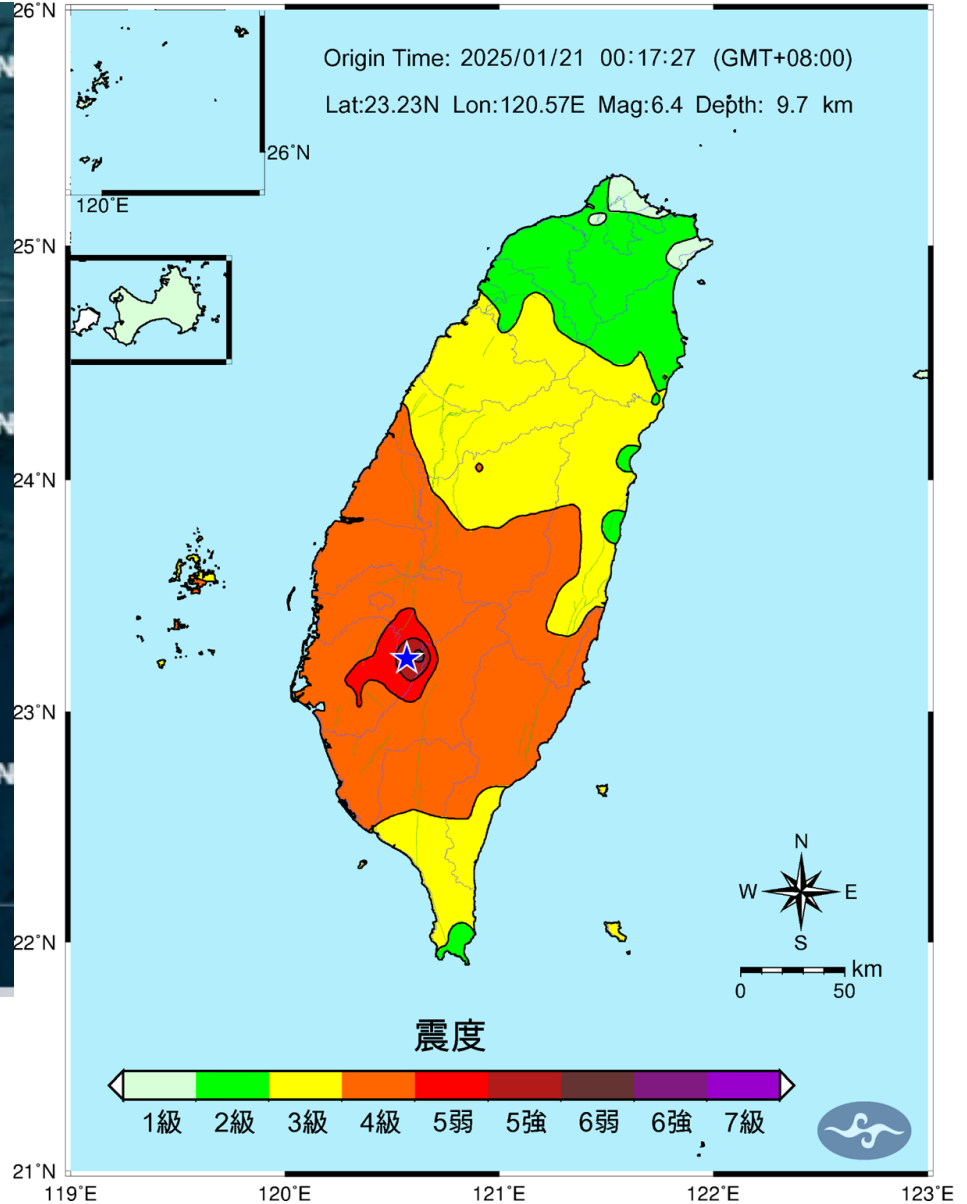 26°N
Origin Time: 2025/01/21 00:17:27 (GMT+08:00)
Lat:23.23N Lon:120.57E Mag:6.4 Depth: 9.7 km
26°N
120°E
25°N
24°N
23°N
22°N
21°N
N
W E
S
km
0 50
震度
1級 2級 3級 4級 5弱 5強 6弱 6強 7級
119°E 120°E 121°E 122°E 123°E